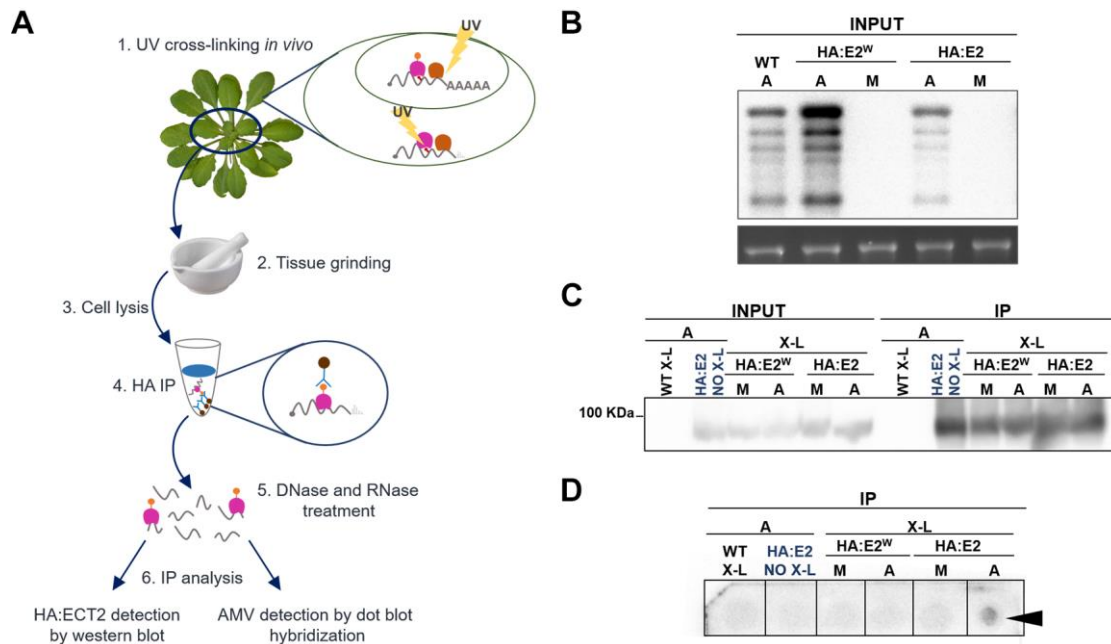 A
1. UV cross-linking in vivo
UV
AAAAA
UV
2. Tissue grinding
3. Cell lysis
4. HA IP
5. DNase and RNase
treatment
6. IP analysis
HA:ECT2 detection
by western blot
AMV detection by dot blot
hybridization
B
INPUT
WT HA:E2ᵂ HA:E2
A A M A M
C
INPUT IP
A A
X-L X-L
WT X-L HA:E2 NO X-L HA:E2ᵂ HA:E2 WT X-L HA:E2 NO X-L HA:E2ᵂ HA:E2
M A M A M A M A
100 KDa
D
IP
A X-L
WT HA:E2 HA:E2ᵂ HA:E2
X-L NO X-L M A M A